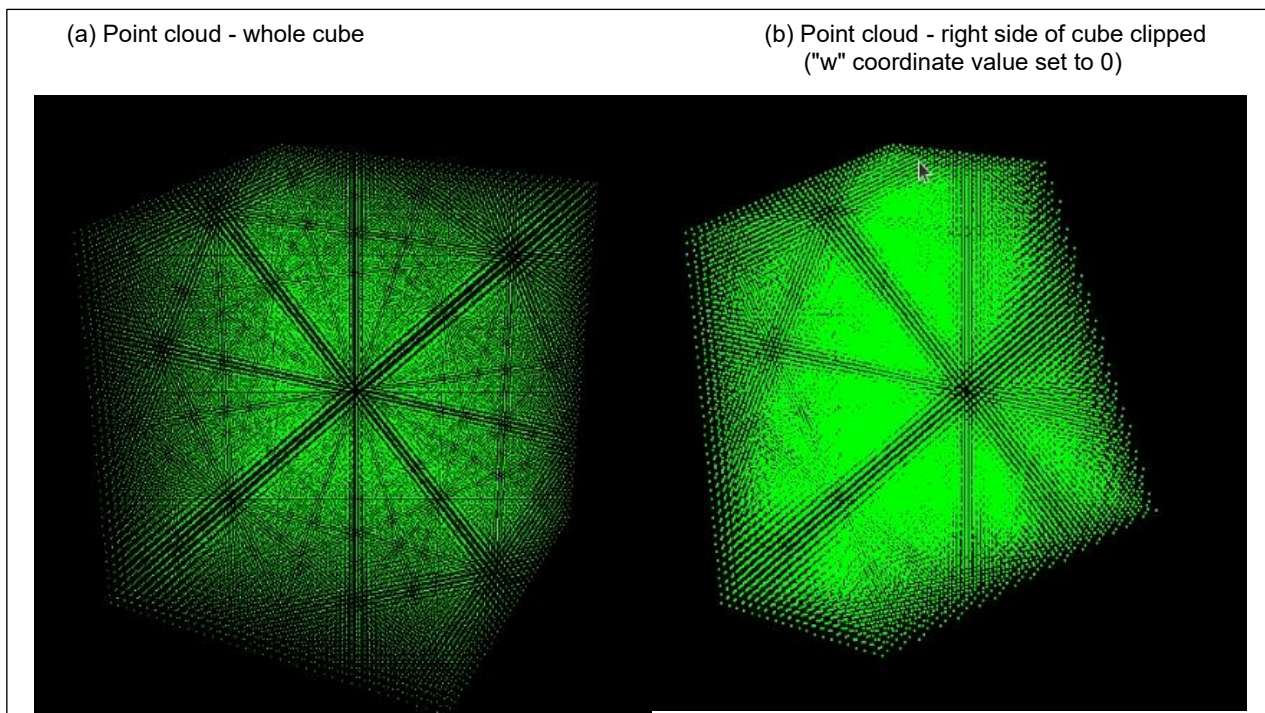 (a) Point cloud - whole cube
(b) Point cloud - right side of cube clipped
("w" coordinate value set to 0)